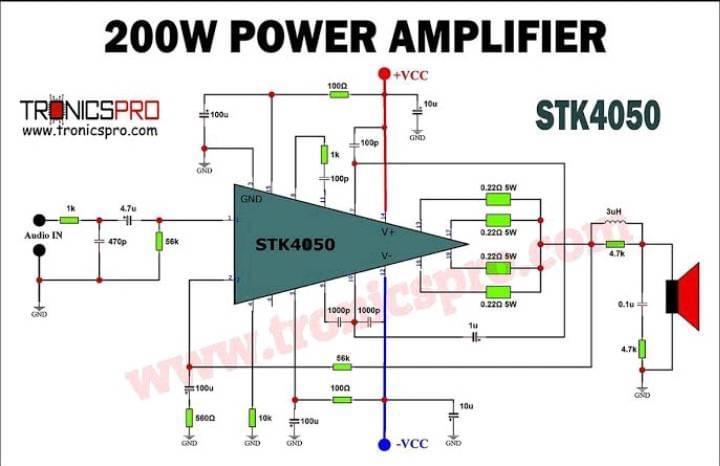 200W POWER AMPLIFIER
TRONICSPRO
www.tronicspro.com
STK4050
+VCC
100Ω
100u
GND
10u
GND
1k
100p
100p
GND
STK4050
V+
V-
1k
4.7u
Audio IN
470p
56k
GND
1
2
0.22Ω 5W
0.22Ω 5W
0.22Ω 5W
0.22Ω 5W
3uH
4.7k
0.1u
4.7k
GND
1000p
1000p
1u
56k
100u
560Ω
GND
10k
GND
100Ω
100u
GND
10u
GND
-VCC
www.tronicspro.com